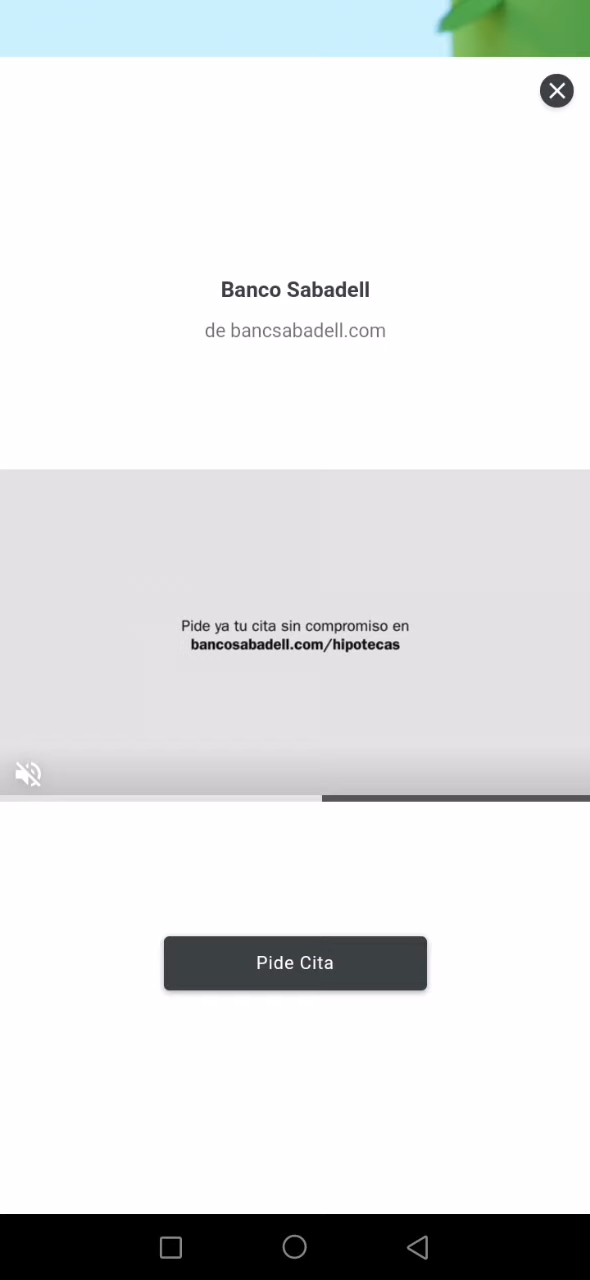 Banco Sabadell
de bancsabadell.com
Pide ya tu cita sin compromiso en
bancosabadell.com/hipotecas
Pide Cita